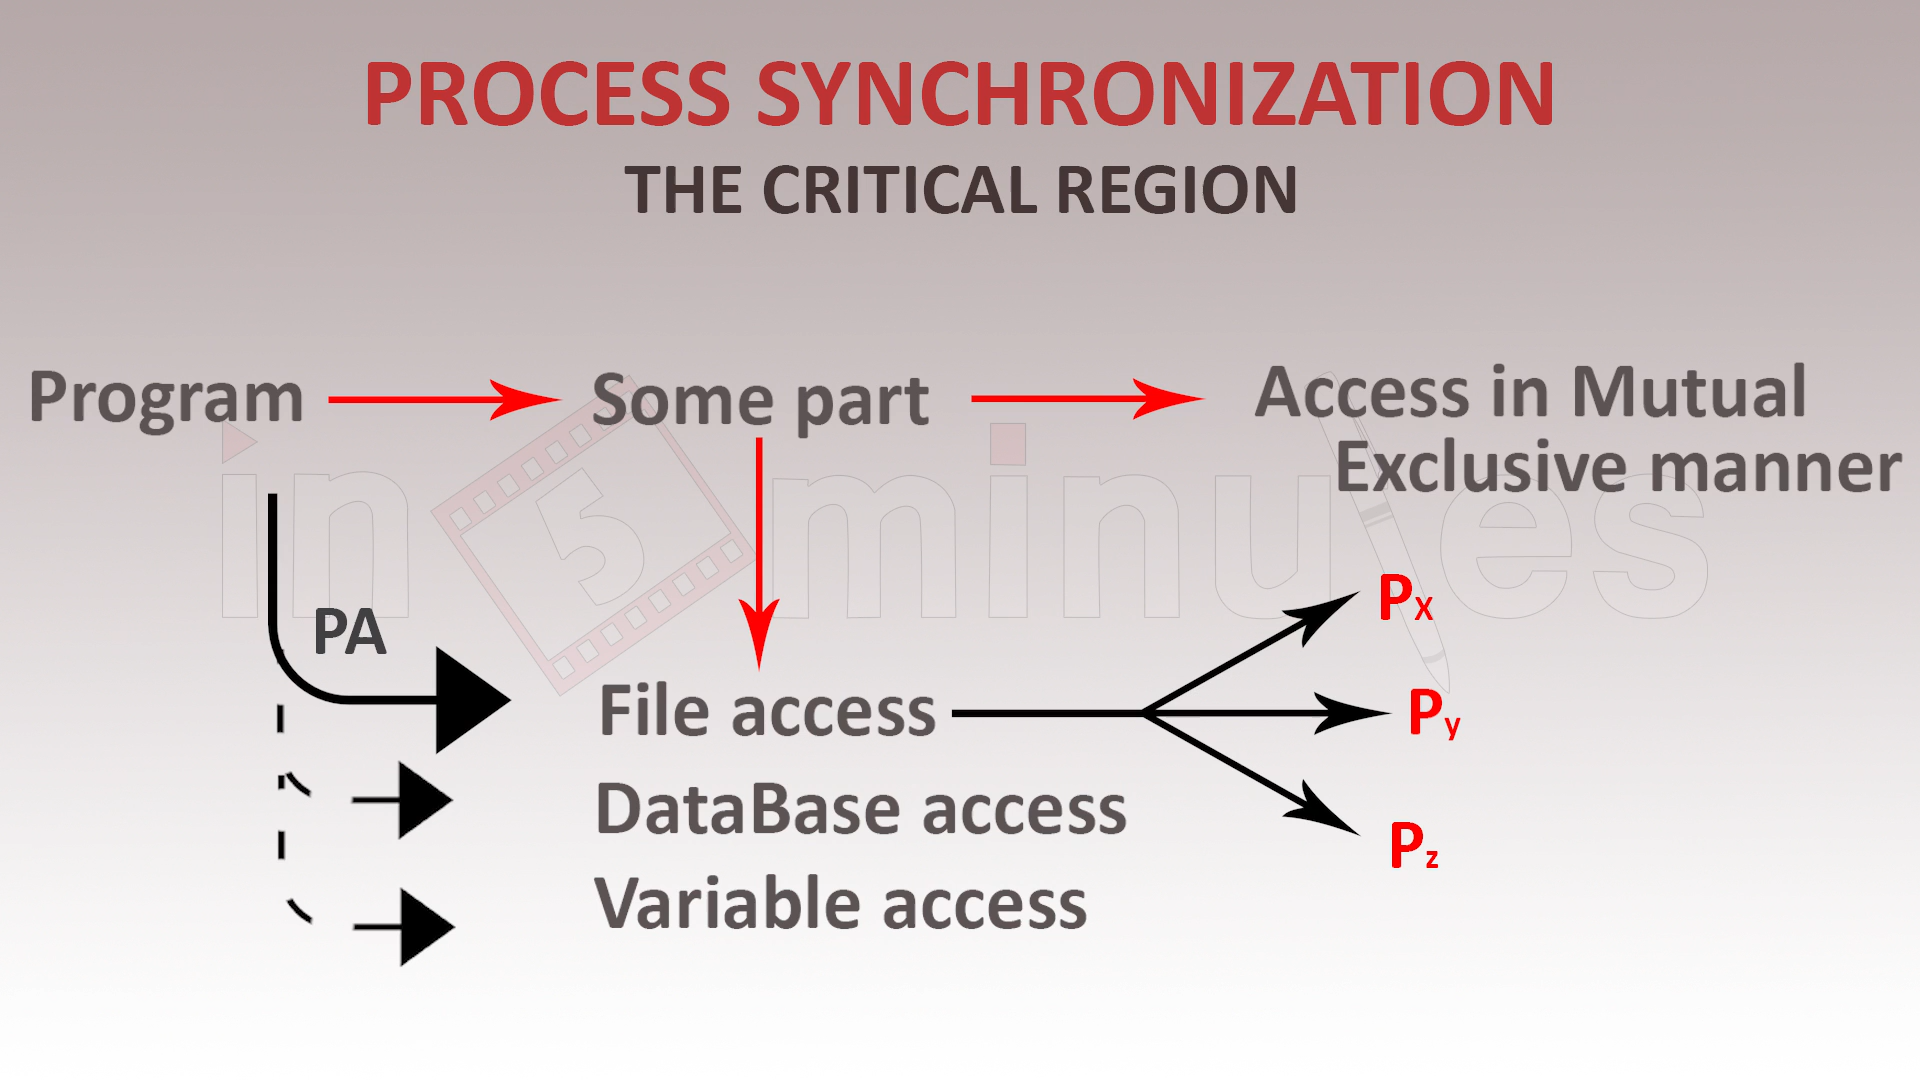 PROCESS SYNCHRONIZATION
THE CRITICAL REGION
Program
Some part
Access in Mutual
Exclusive manner
in 5 minutes
PA
File access
DataBase access
Variable access
Px
Py
Pz